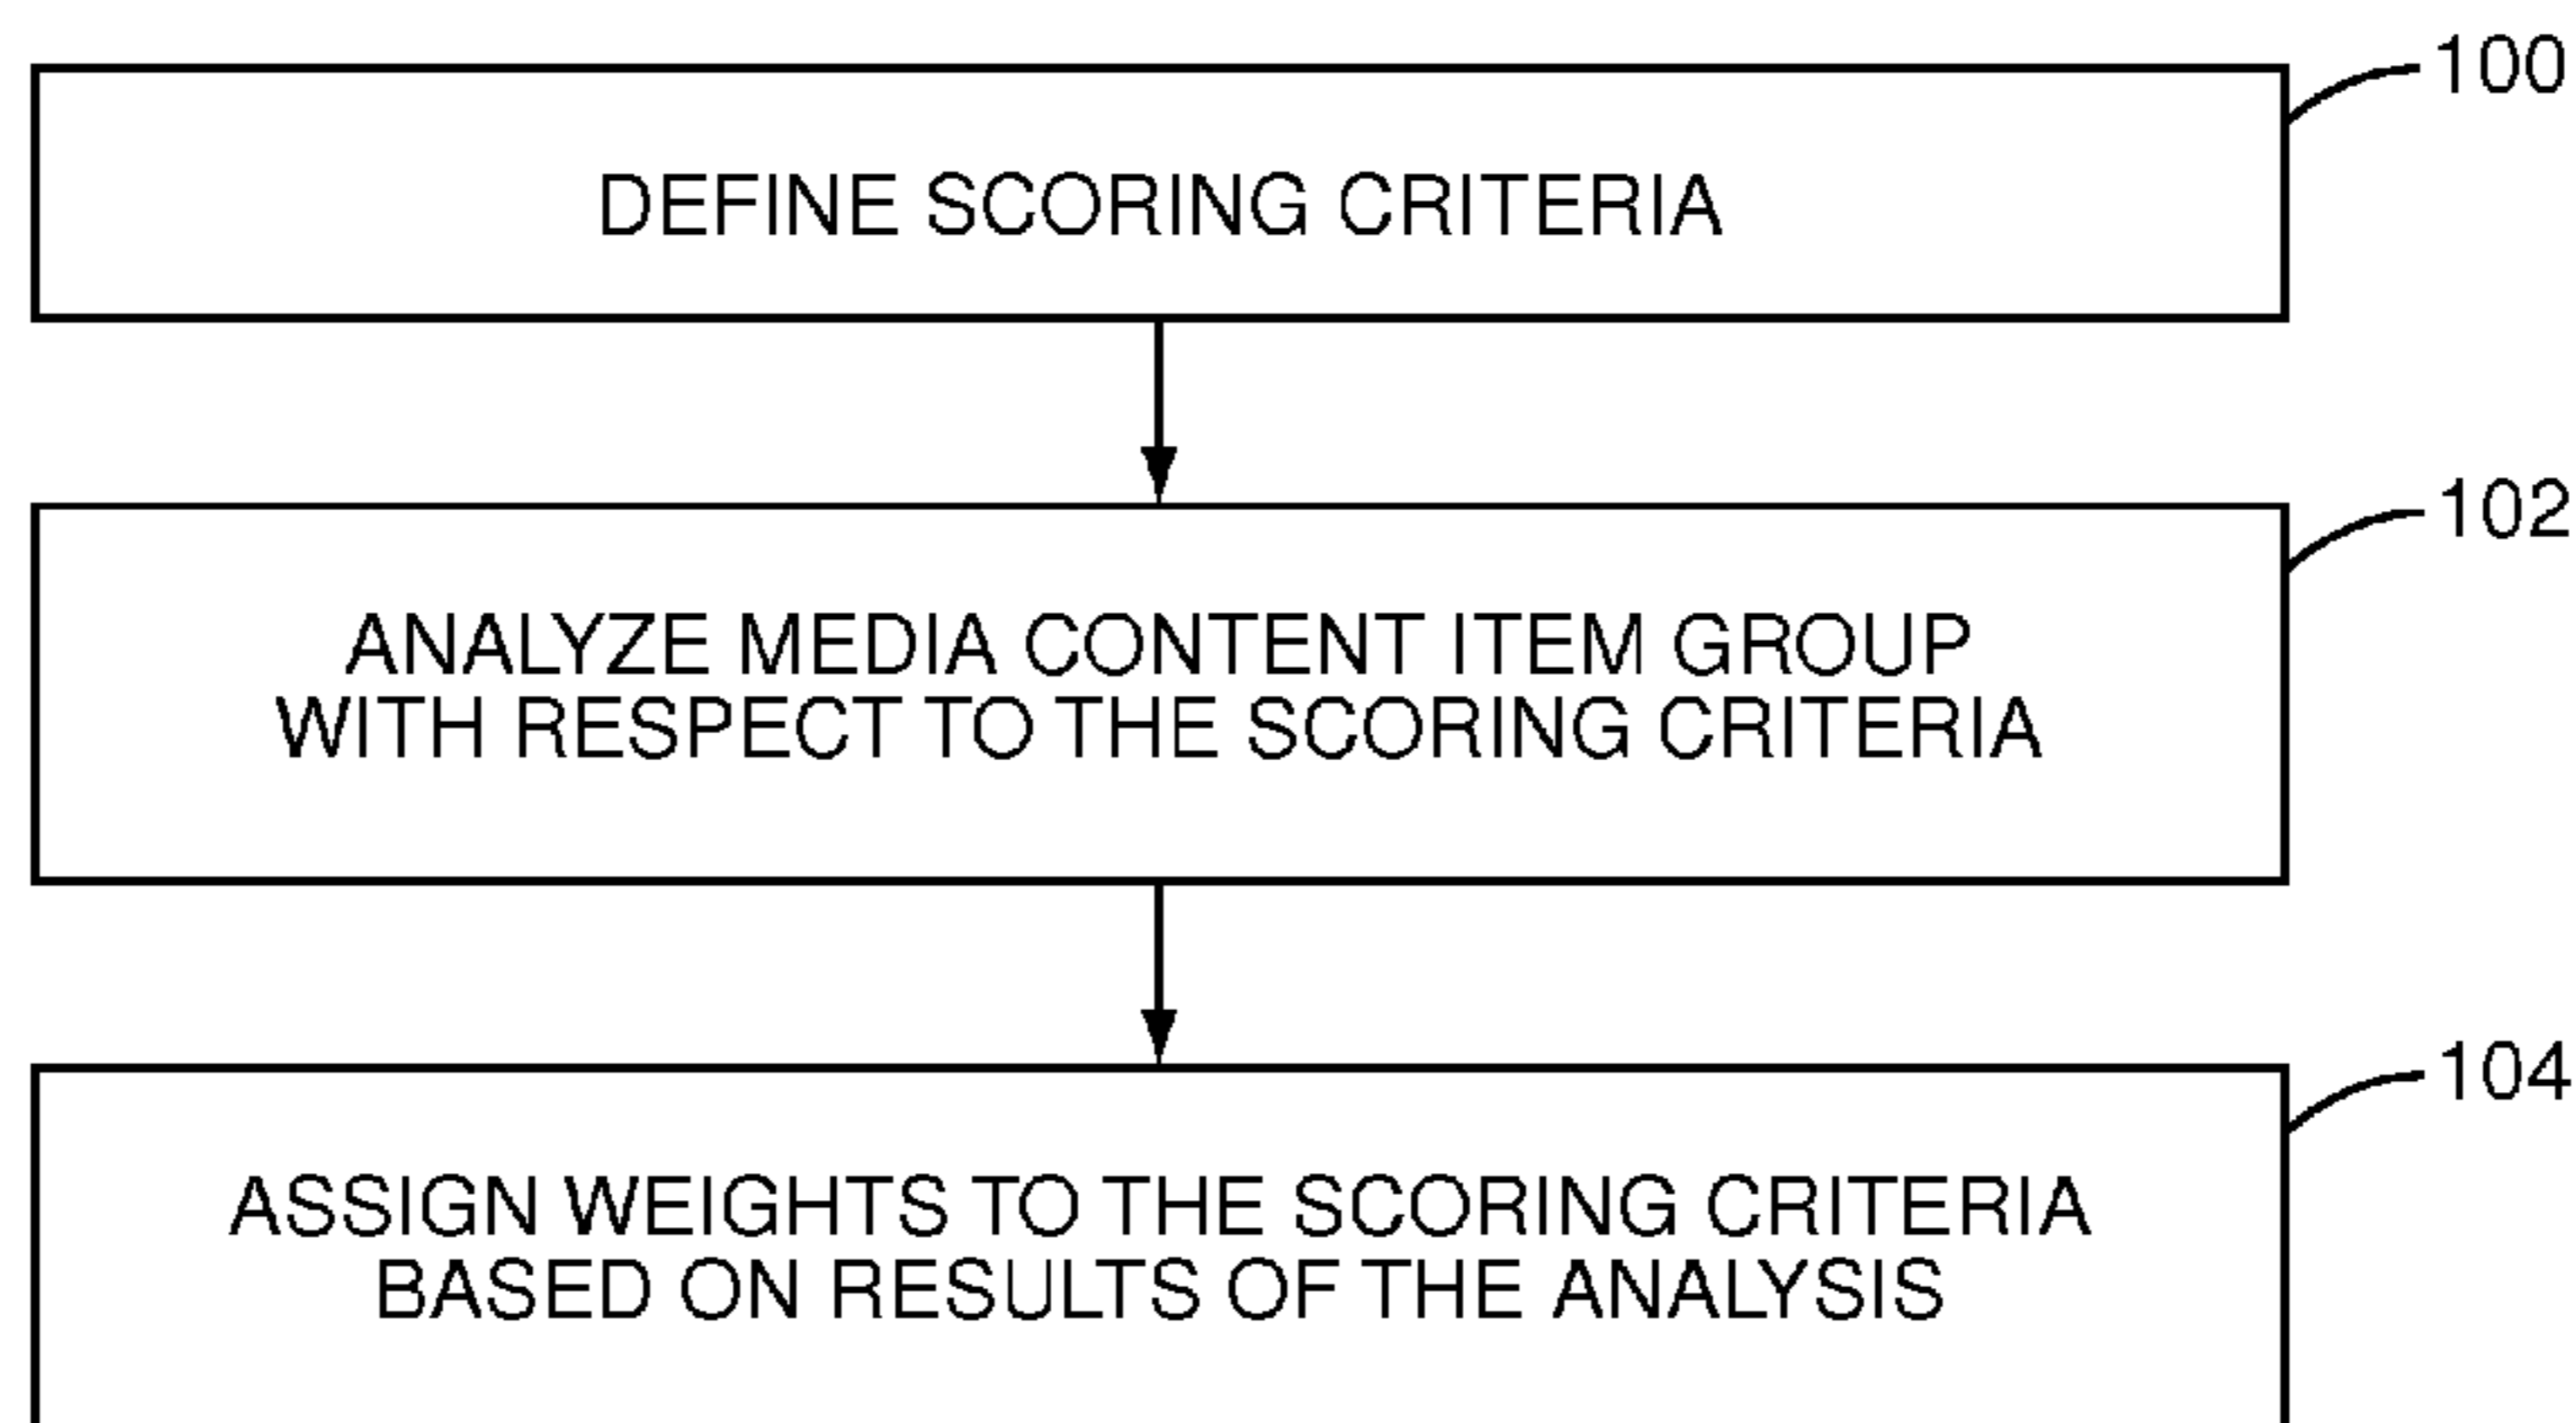 100
DEFINE SCORING CRITERIA
102
ANALYZE MEDIA CONTENT ITEM GROUP
WITH RESPECT TO THE SCORING CRITERIA
104
ASSIGN WEIGHTS TO THE SCORING CRITERIA
BASED ON RESULTS OF THE ANALYSIS